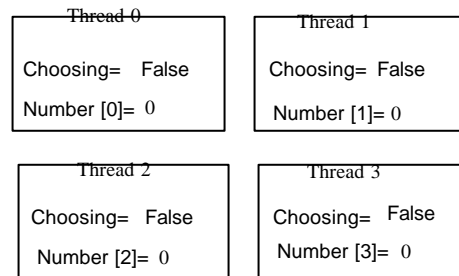 Thread 0
Choosing= False
Number [0]= 0
Thread 1
Choosing= False
Number [1]= 0
Thread 2
Choosing= False
Number [2]= 0
Thread 3
Choosing= False
Number [3]= 0